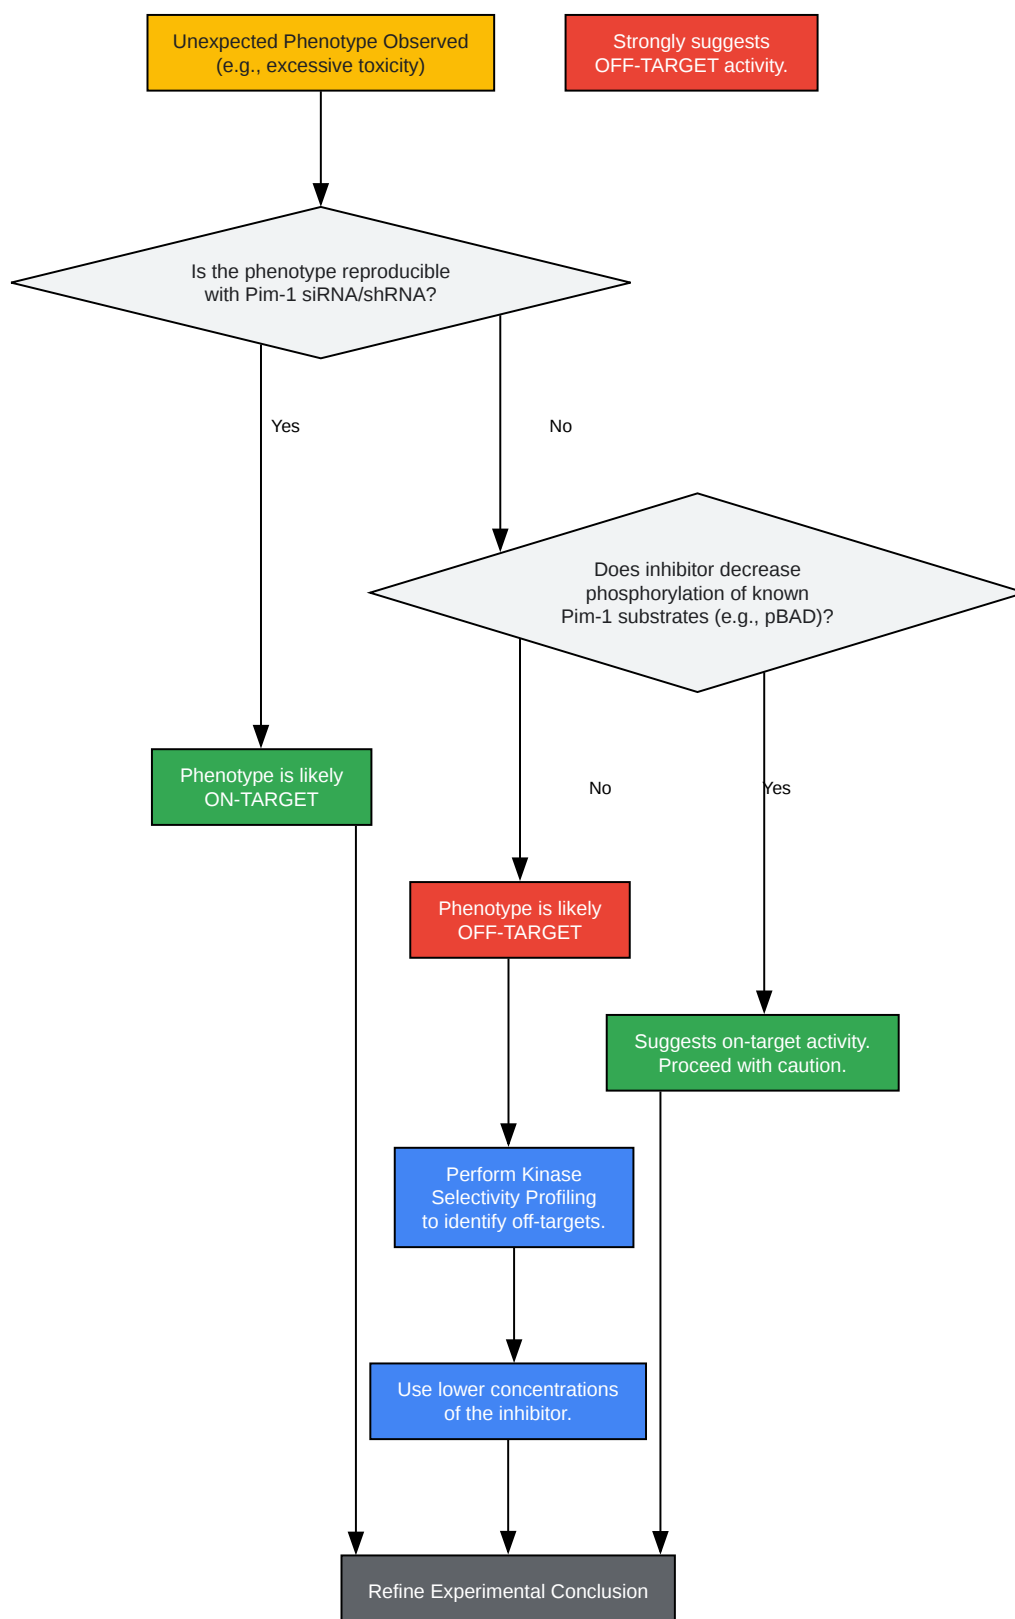 Unexpected Phenotype Observed
(e.g., excessive toxicity)
Strongly suggests
OFF-TARGET activity.
Is the phenotype reproducible
with Pim-1 siRNA/shRNA?
Yes
No
Does inhibitor decrease
phosphorylation of known
Pim-1 substrates (e.g., pBAD)?
Phenotype is likely
ON-TARGET
No
Yes
Phenotype is likely
OFF-TARGET
Suggests on-target activity.
Proceed with caution.
Perform Kinase
Selectivity Profiling
to identify off-targets.
Use lower concentrations
of the inhibitor.
Refine Experimental Conclusion